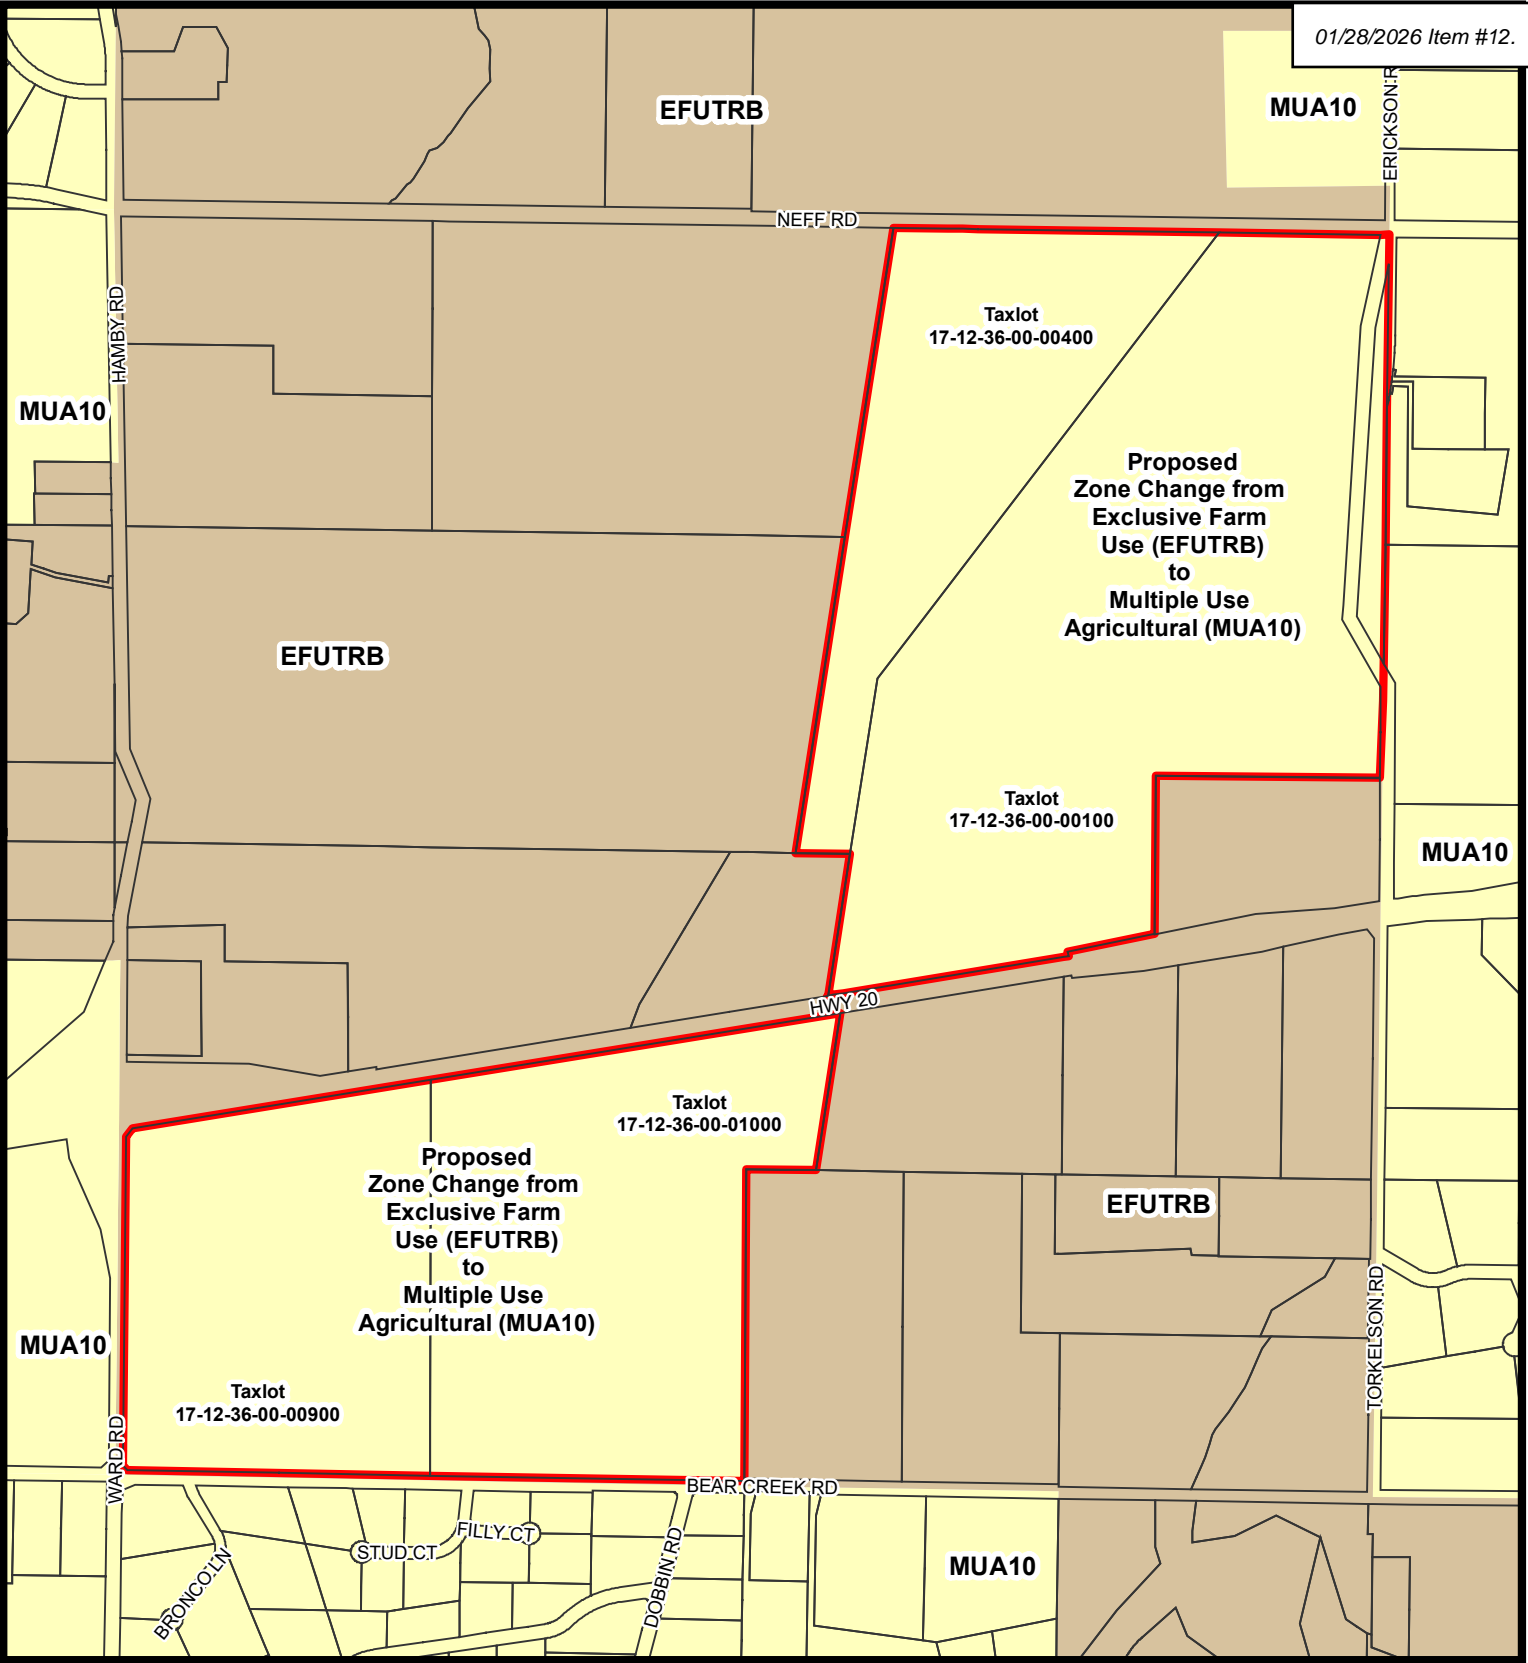 01/28/2026 Item #12.
EFUTRB
MUA10
ERICKSON R
NEFF RD
HAMBY RD
Taxlot
17-12-36-00-00400
MUA10
Proposed
Zone Change from
Exclusive Farm
Use (EFUTRB)
to
Multiple Use
Agricultural (MUA10)
EFUTRB
Taxlot
17-12-36-00-00100
MUA10
HWY 20
Taxlot
17-12-36-00-01000
Proposed
Zone Change from
Exclusive Farm
Use (EFUTRB)
to
Multiple Use
Agricultural (MUA10)
EFUTRB
MUA10
TORKELSON RD
Taxlot
17-12-36-00-00900
WARD RD
BEAR CREEK RD
FILLY CT
STUD CT
BRONCO LN
DOBBIN RD
MUA10